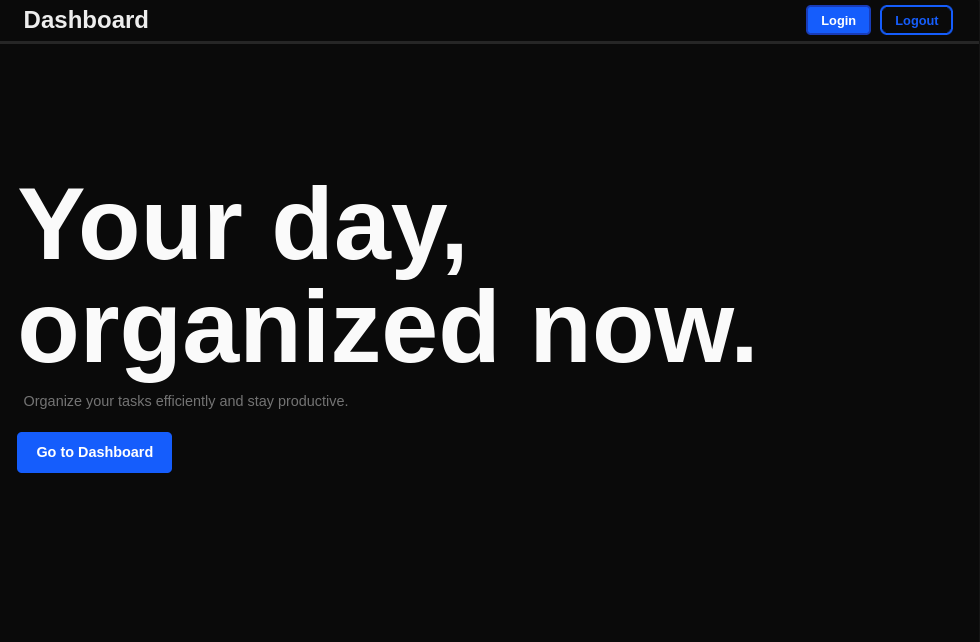 Dashboard
Login
Logout
Your day,
organized now.
Organize your tasks efficiently and stay productive.
Go to Dashboard